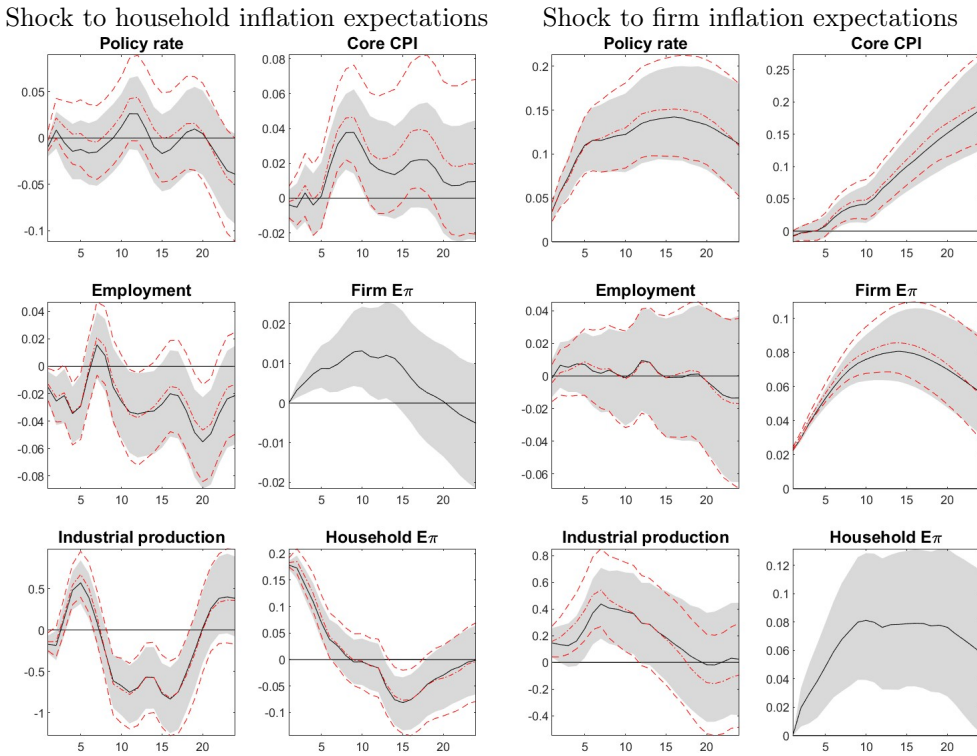 Shock to household inflation expectations
Shock to firm inflation expectations
Policy rate
Core CPI
Policy rate
Core CPI
0.05
0
-0.05
-0.1
5 10 15 20
0.08
0.06
0.04
0.02
0
-0.02
5 10 15 20
0.2
0.15
0.1
0.05
0
5 10 15 20
0.25
0.2
0.15
0.1
0.05
0
5 10 15 20
Employment
Firm Eπ
Employment
Firm Eπ
0.04
0.02
0
-0.02
-0.04
-0.06
-0.08
5 10 15 20
0.02
0.01
0
-0.01
-0.02
5 10 15 20
0.04
0.02
0
-0.02
-0.04
-0.06
5 10 15 20
0.1
0.08
0.06
0.04
0.02
0
5 10 15 20
Industrial production
Household Eπ
Industrial production
Household Eπ
0.5
0
-0.5
-1
5 10 15 20
0.2
0.15
0.1
0.05
0
-0.05
-0.1
5 10 15 20
0.8
0.6
0.4
0.2
0
-0.2
-0.4
5 10 15 20
0.12
0.1
0.08
0.06
0.04
0.02
0
5 10 15 20